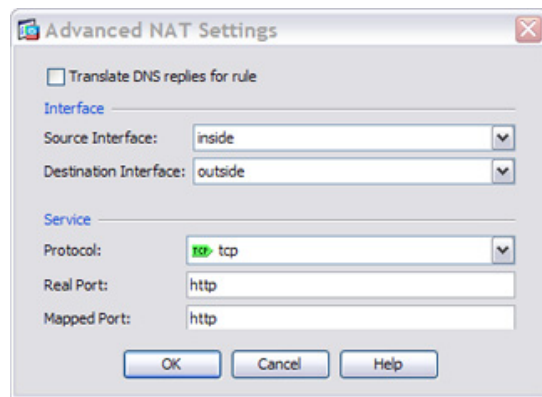 Advanced NAT Settings
Translate DNS replies for rule
Interface
Source Interface: inside
Destination Interface: outside
Service
Protocol: TCP tcp
Real Port: http
Mapped Port: http
OK Cancel Help